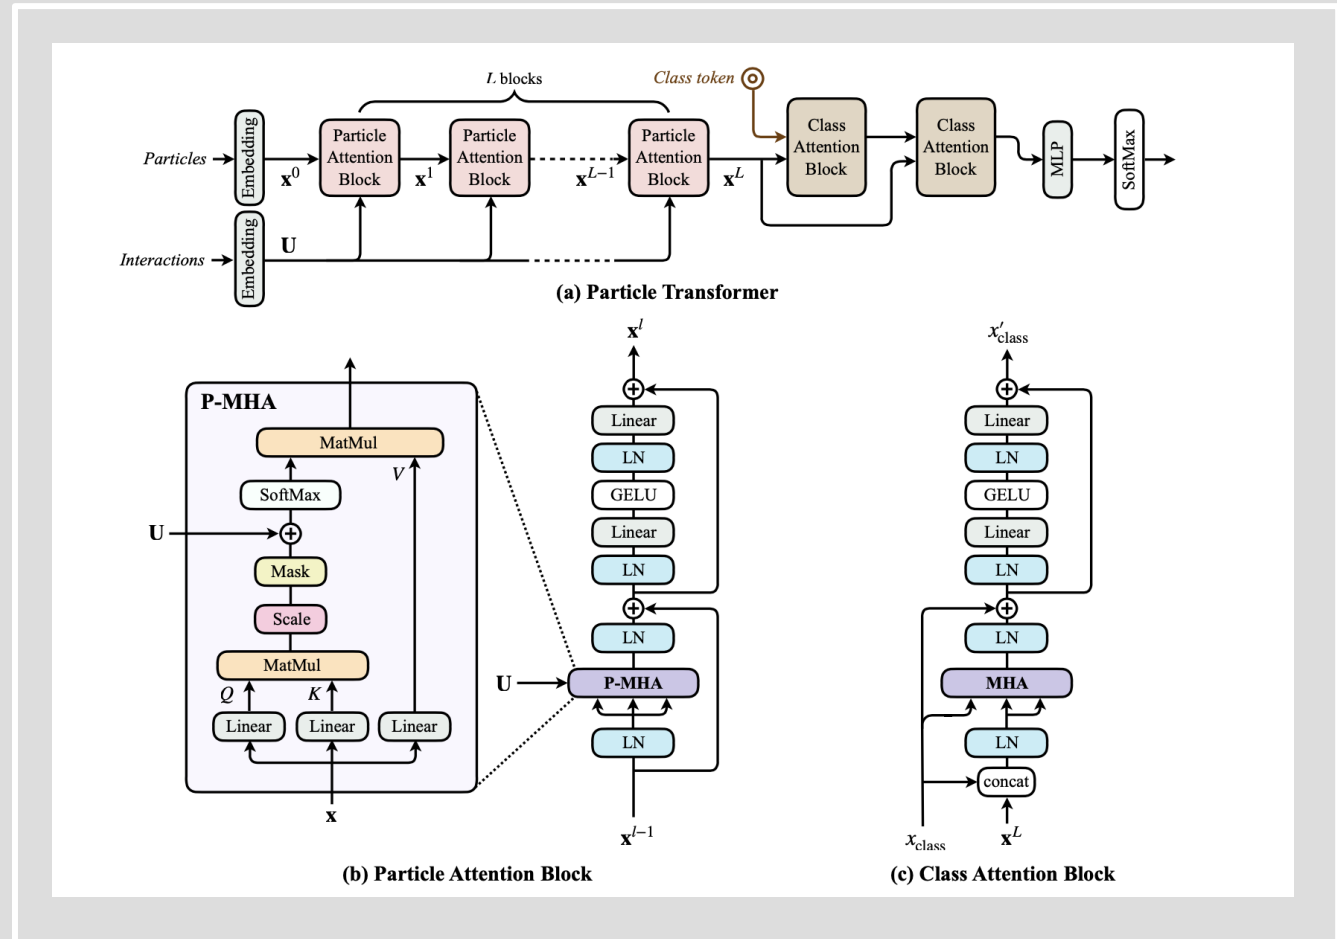 L blocks
Class token
Particles
Embedding
x⁰
Particle
Attention
Block
x¹
Particle
Attention
Block
xᴸ⁻¹
Particle
Attention
Block
xᴸ
Class
Attention
Block
Class
Attention
Block
MLP
SoftMax
Interactions
Embedding
U
(a) Particle Transformer
P-MHA
MatMul
V
SoftMax
U
Mask
Scale
MatMul
Q
K
Linear
Linear
Linear
x
xˡ
Linear
LN
GELU
Linear
LN
LN
U
P-MHA
LN
xˡ⁻¹
(b) Particle Attention Block
x′class
Linear
LN
GELU
Linear
LN
LN
MHA
LN
concat
xclass
xᴸ
(c) Class Attention Block